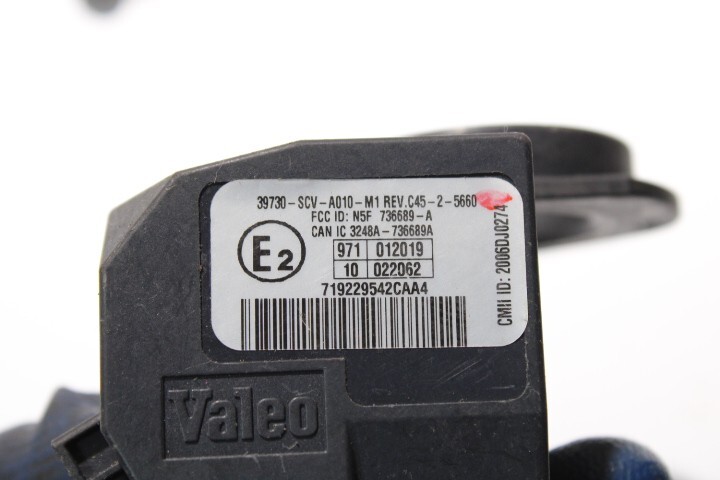 39730-SCV-A010-M1 REV.C45-2-5660
FCC ID: N5F 736689-A
CAN IC 3248A-736689A
E2
971 012019
10 022062
719229542CAA4
CMII ID: 2006DJ0274
Valeo